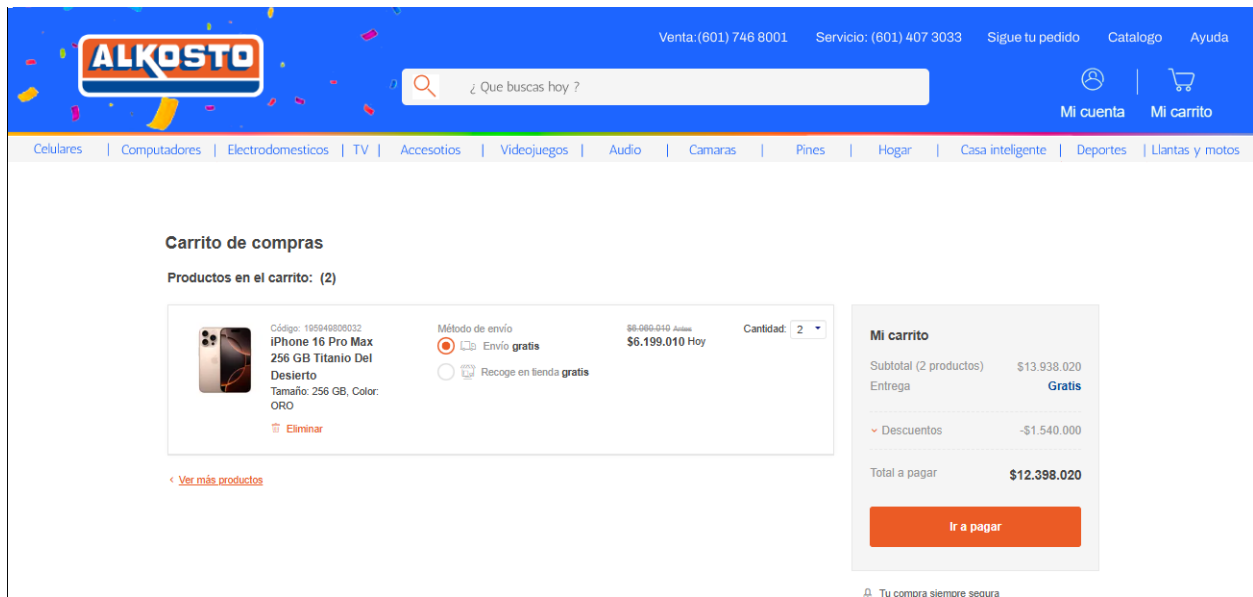 ALKOSTO
Venta:(601) 746 8001 Servicio: (601) 407 3033 Sigue tu pedido Catalogo Ayuda
¿ Que buscas hoy ?
Mi cuenta Mi carrito
Celulares | Computadores | Electrodomesticos | TV | Accesotios | Videojuegos | Audio | Camaras | Pines | Hogar | Casa inteligente | Deportes | Llantas y motos
Carrito de compras
Productos en el carrito: (2)
Código: 195949806032
iPhone 16 Pro Max
256 GB Titanio Del
Desierto
Tamaño: 256 GB, Color:
ORO
Eliminar
Método de envío
Envío gratis
Recoge en tienda gratis
Antes
$6.199.010 Hoy
Cantidad: 2
Ver más productos
Mi carrito
Subtotal (2 productos) $13.938.020
Entrega Gratis
Descuentos -$1.540.000
Total a pagar $12.398.020
Ir a pagar
Tu compra siempre segura